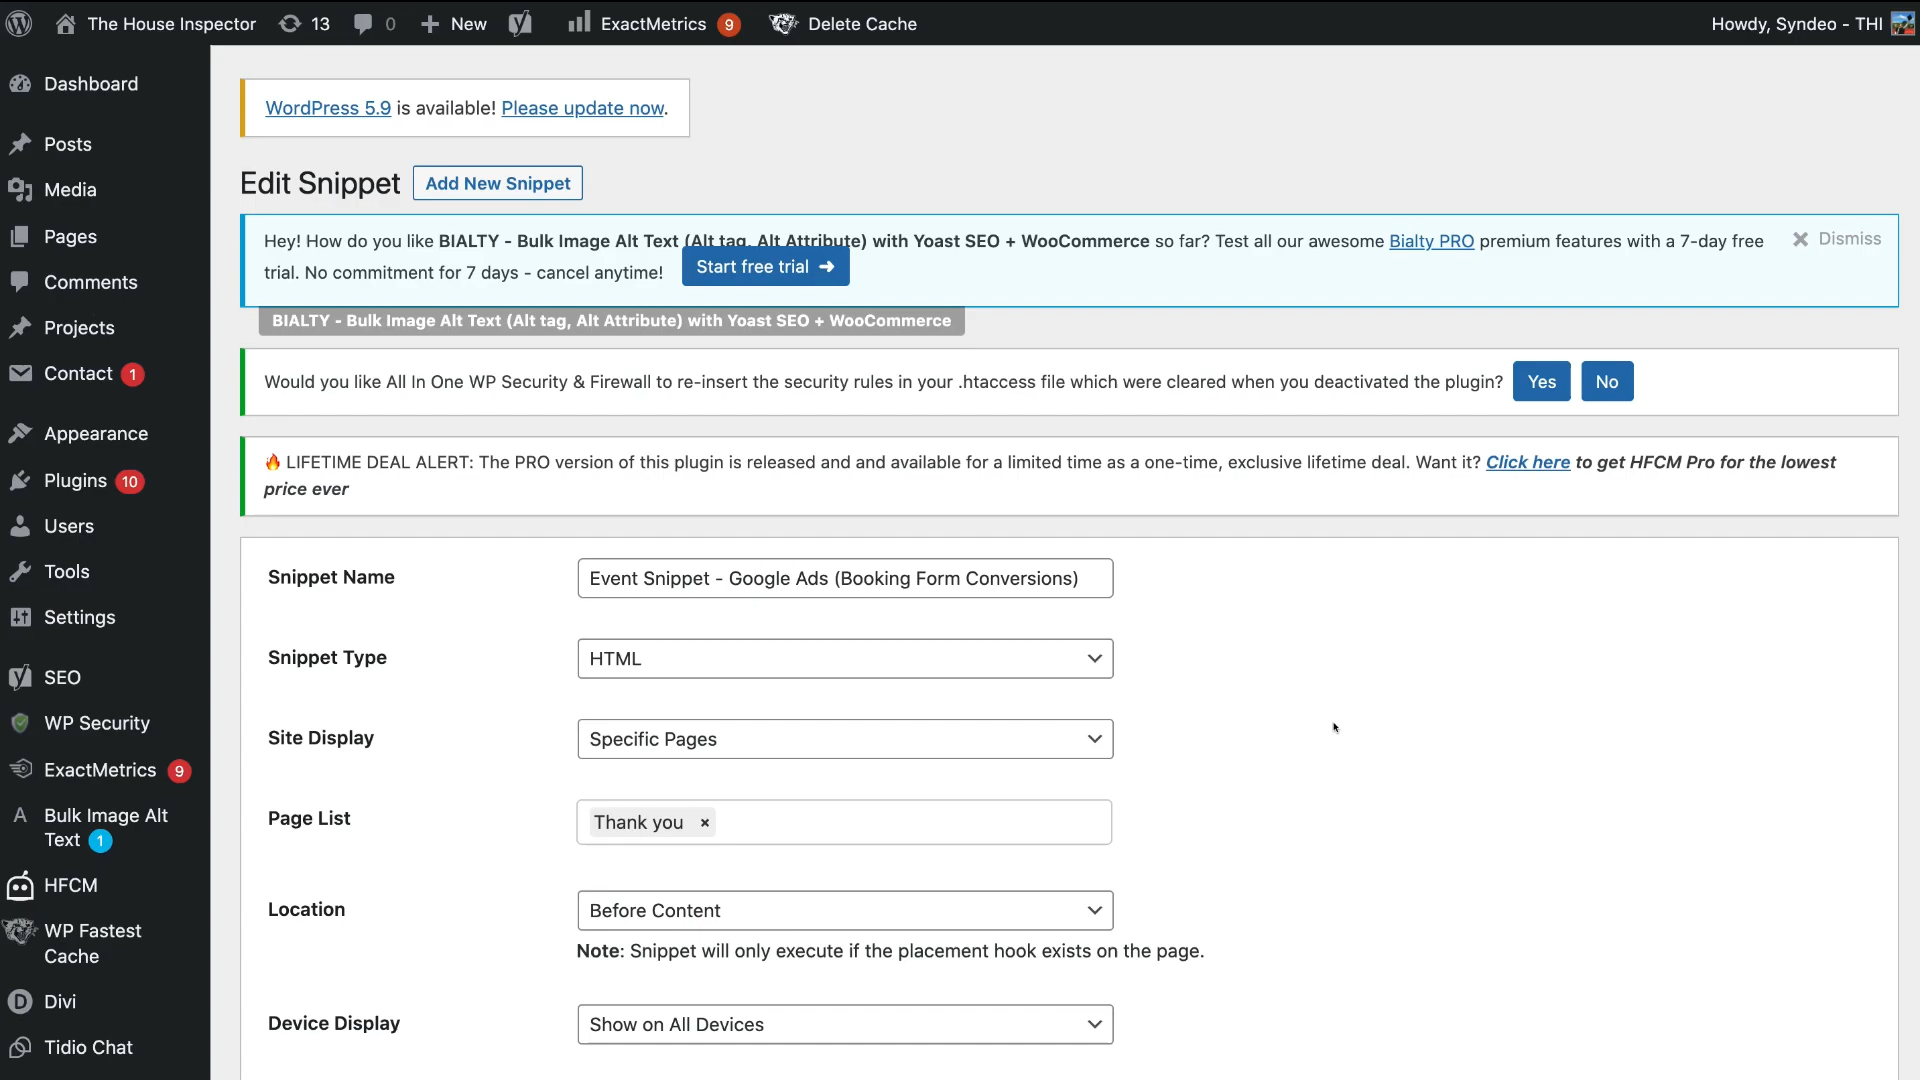 The House Inspector 13 0 New ExactMetrics 9 Delete Cache Howdy, Syndeo - THI
Dashboard
Posts
Media
Pages
Comments
Projects
Contact 1
Appearance
Plugins 10
Users
Tools
Settings
SEO
WP Security
ExactMetrics 9
Bulk Image Alt
Text 1
HFCM
WP Fastest
Cache
Divi
Tidio Chat
WordPress 5.9 is available! Please update now.
Edit Snippet Add New Snippet
Hey! How do you like BIALTY - Bulk Image Alt Text (Alt tag, Alt Attribute) with Yoast SEO + WooCommerce so far? Test all our awesome Bialty PRO premium features with a 7-day free
trial. No commitment for 7 days - cancel anytime! Start free trial ➜
Dismiss
BIALTY - Bulk Image Alt Text (Alt tag, Alt Attribute) with Yoast SEO + WooCommerce
Would you like All In One WP Security & Firewall to re-insert the security rules in your .htaccess file which were cleared when you deactivated the plugin? Yes No
🔥 LIFETIME DEAL ALERT: The PRO version of this plugin is released and and available for a limited time as a one-time, exclusive lifetime deal. Want it? Click here to get HFCM Pro for the lowest
price ever
Snippet Name Event Snippet - Google Ads (Booking Form Conversions)
Snippet Type HTML
Site Display Specific Pages
Page List Thank you ×
Location Before Content
Note: Snippet will only execute if the placement hook exists on the page.
Device Display Show on All Devices